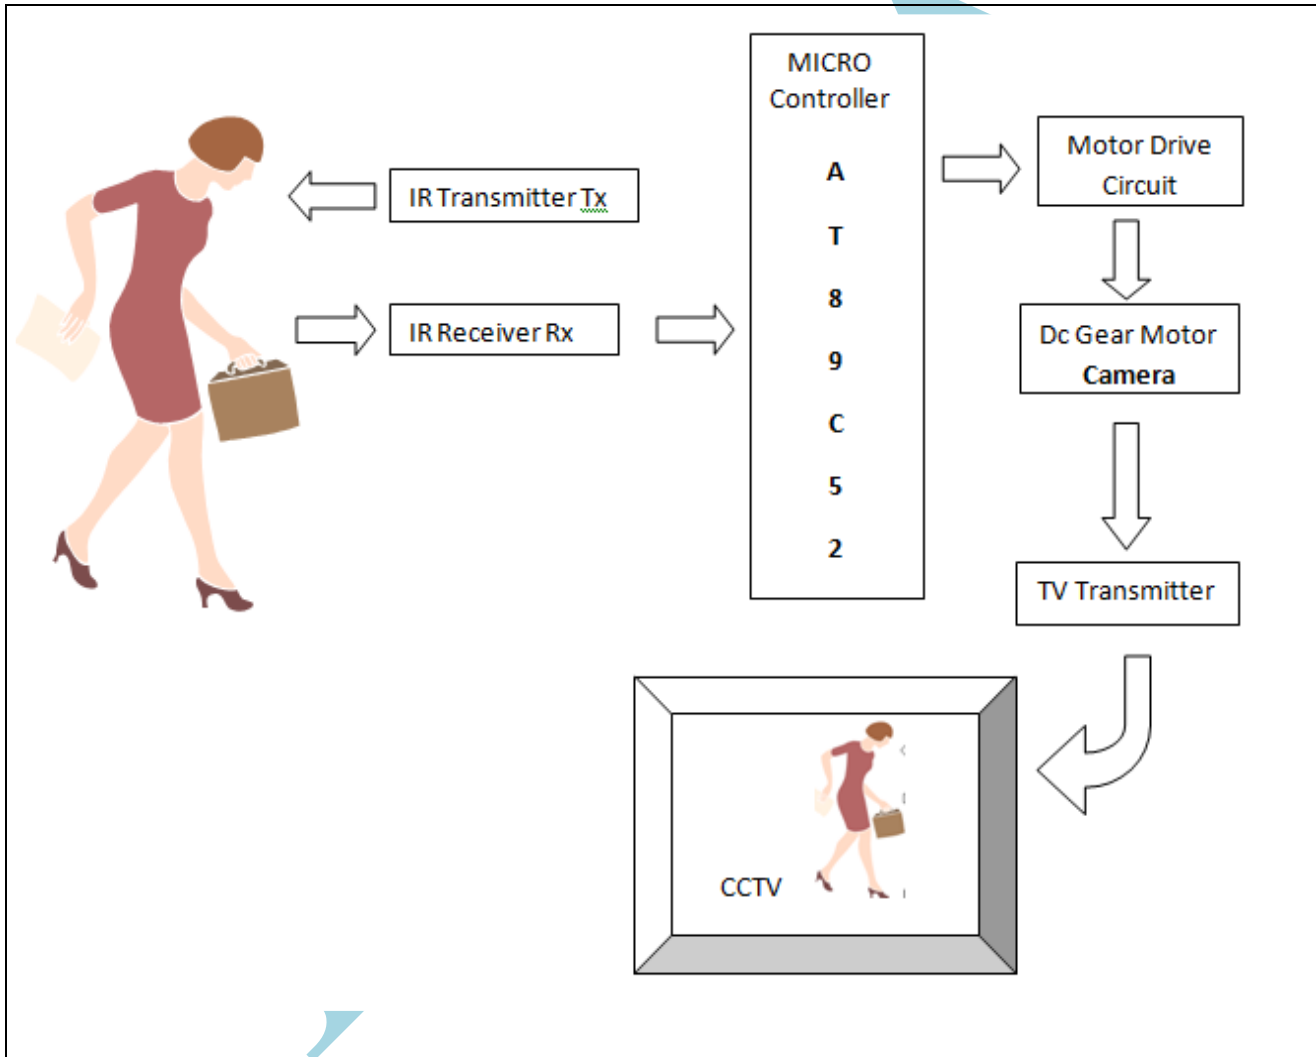 MICRO
Controller
A
T
8
9
C
5
2
IR Transmitter Tx
IR Receiver Rx
Motor Drive
Circuit
Dc Gear Motor
Camera
TV Transmitter
CCTV